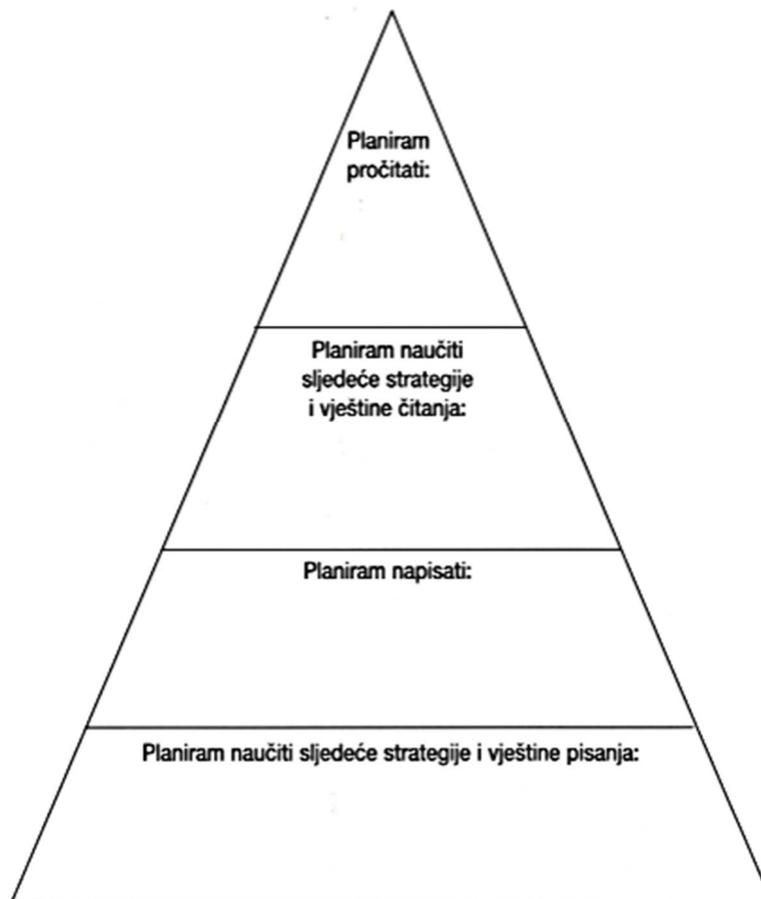 Planiram
pročitati:
Planiram naučiti
sljedeće strategije
i vještine čitanja:
Planiram napisati:
Planiram naučiti sljedeće strategije i vještine pisanja: